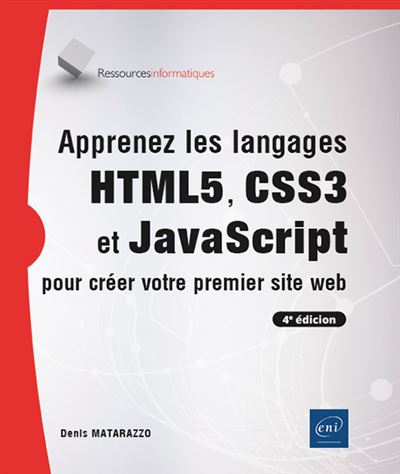 Ressourcesinformatiques
Apprenez les langages
HTML5, CSS3
et JavaScript
pour créer votre premier site web
4e édicion
Denis MATARAZZO
eni